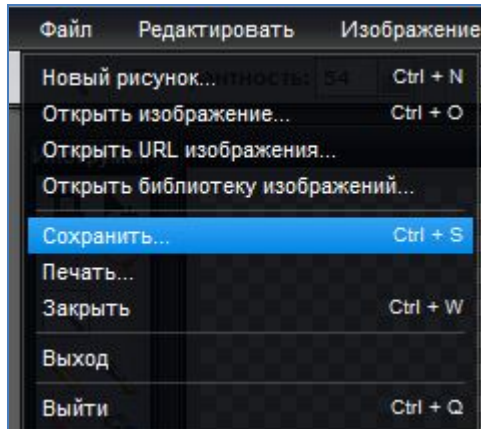 Файл Редактировать Изображение
Новый рисунок... Ctrl + N
Открыть изображение... Ctrl + O
Открыть URL изображения...
Открыть библиотеку изображений...
Сохранить... Ctrl + S
Печать...
Закрыть Ctrl + W
Выход
Выйти Ctrl + Q